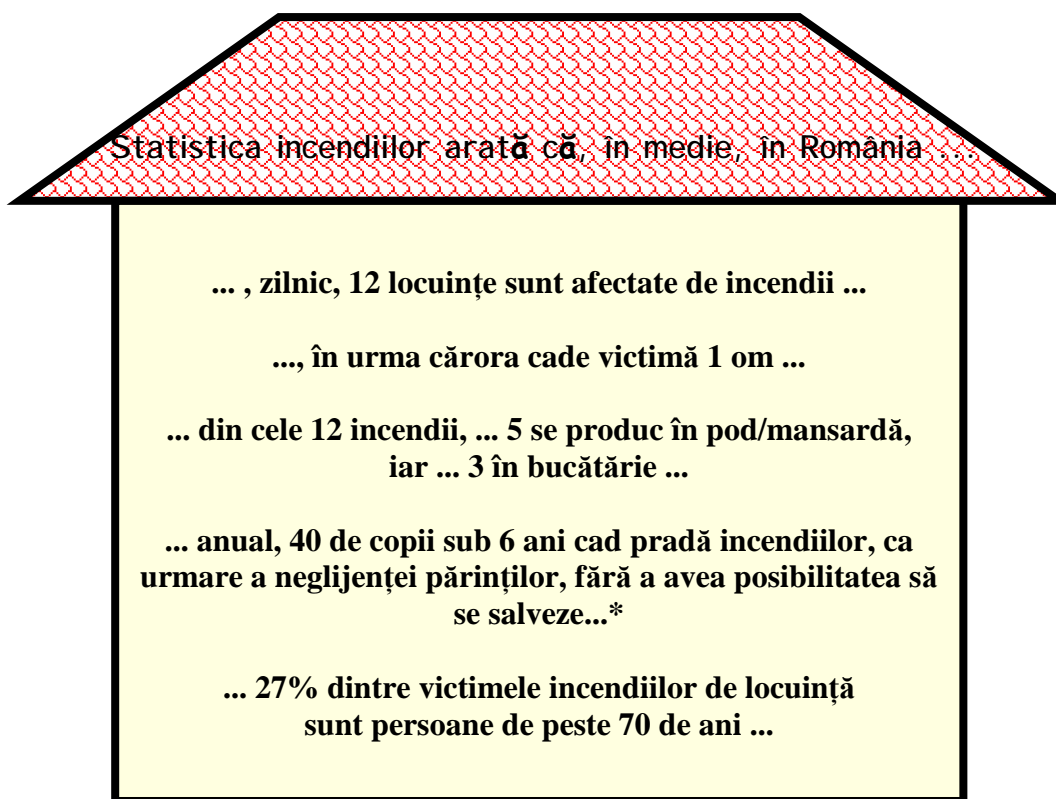 Statistica incendiilor arată că, în medie, în România ...
... , zilnic, 12 locuințe sunt afectate de incendii ...
..., în urma cărora cade victimă 1 om ...
... din cele 12 incendii, ... 5 se produc în pod/mansardă,
iar ... 3 în bucătărie ...
... anual, 40 de copii sub 6 ani cad pradă incendiilor, ca
urmare a neglijenței părinților, fără a avea posibilitatea să
se salveze...*
... 27% dintre victimele incendiilor de locuință
sunt persoane de peste 70 de ani ...